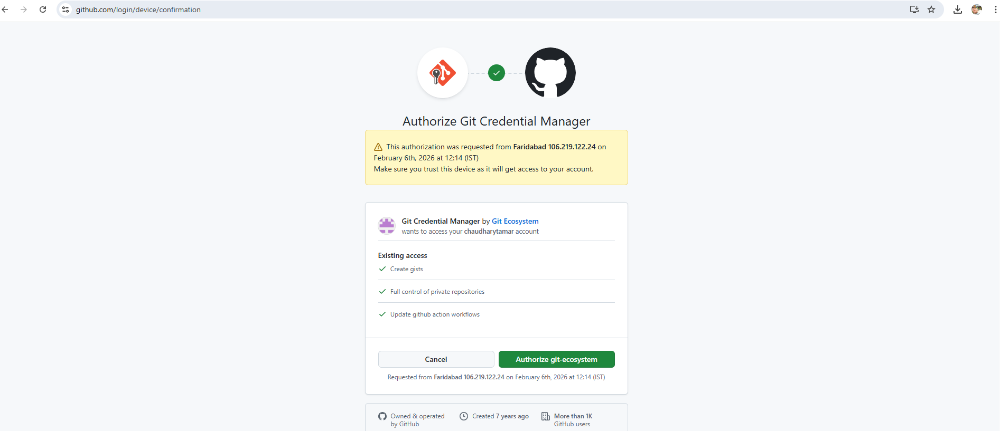 github.com/login/device/confirmation
Authorize Git Credential Manager
This authorization was requested from Faridabad 106.219.122.24 on
February 6th, 2026 at 12:14 (IST)
Make sure you trust this device as it will get access to your account.
Git Credential Manager by Git Ecosystem
wants to access your chaudharytamar account
Existing access
Create gists
Full control of private repositories
Update github action workflows
Cancel
Authorize git-ecosystem
Requested from Faridabad 106.219.122.24 on February 6th, 2026 at 12:14 (IST)
Owned & operated
by GitHub
Created 7 years ago
More than 1K
GitHub users